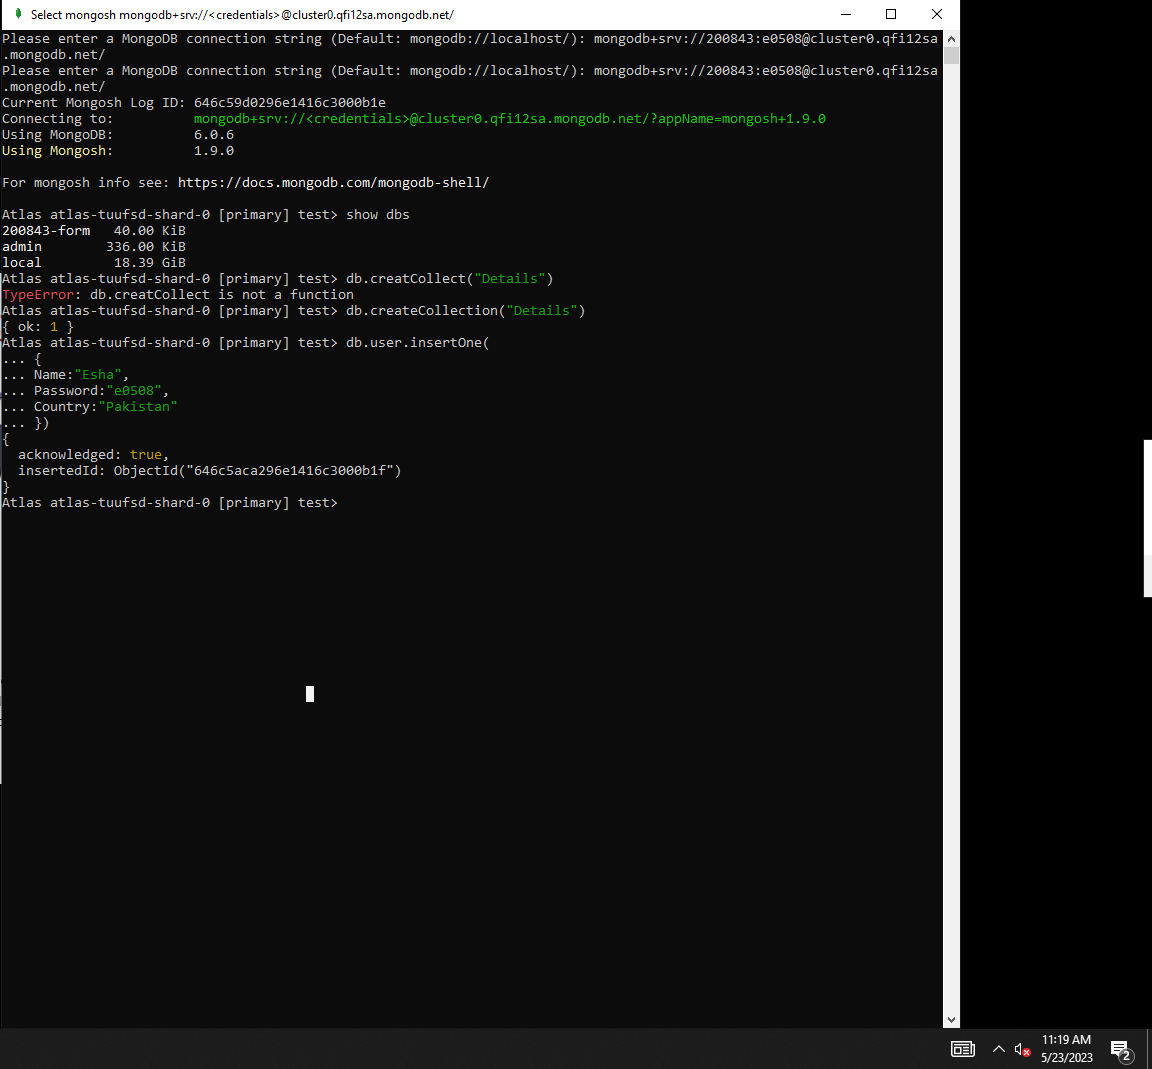 Select mongosh mongodb+srv://<credentials>@cluster0.qfi12sa.mongodb.net/
Please enter a MongoDB connection string (Default: mongodb://localhost/): mongodb+srv://200843:e0508@cluster0.qfi12sa
.mongodb.net/
Please enter a MongoDB connection string (Default: mongodb://localhost/): mongodb+srv://200843:e0508@cluster0.qfi12sa
.mongodb.net/
Current Mongosh Log ID: 646c59d0296e1416c3000b1e
Connecting to:          mongodb+srv://<credentials>@cluster0.qfi12sa.mongodb.net/?appName=mongosh+1.9.0
Using MongoDB:          6.0.6
Using Mongosh:          1.9.0
For mongosh info see: https://docs.mongodb.com/mongodb-shell/
Atlas atlas-tuufsd-shard-0 [primary] test> show dbs
200843-form   40.00 KiB
admin        336.00 KiB
local         18.39 GiB
Atlas atlas-tuufsd-shard-0 [primary] test> db.creatCollect("Details")
TypeError: db.creatCollect is not a function
Atlas atlas-tuufsd-shard-0 [primary] test> db.createCollection("Details")
{ ok: 1 }
Atlas atlas-tuufsd-shard-0 [primary] test> db.user.insertOne(
... {
... Name:"Esha",
... Password:"e0508",
... Country:"Pakistan"
... })
{
  acknowledged: true,
  insertedId: ObjectId("646c5aca296e1416c3000b1f")
}
Atlas atlas-tuufsd-shard-0 [primary] test>
11:19 AM
5/23/2023
2